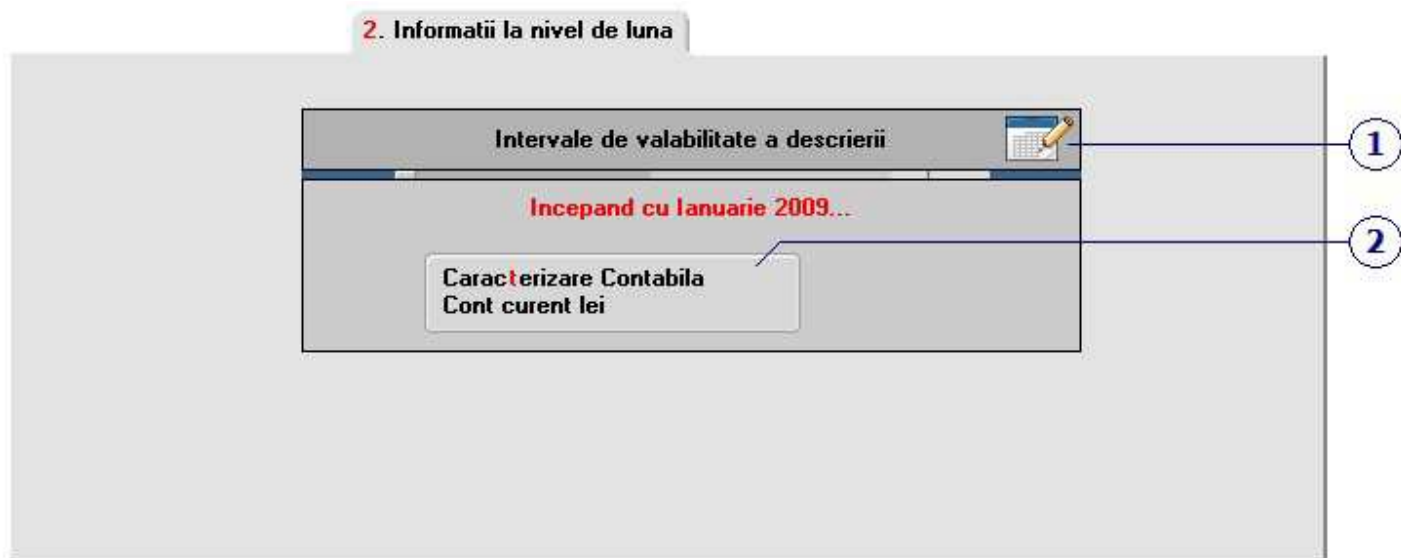 2. Informatii la nivel de luna
Intervale de valabilitate a descrierii
1
Incepand cu Ianuarie 2009...
2
Caracterizare Contabila
Cont curent lei